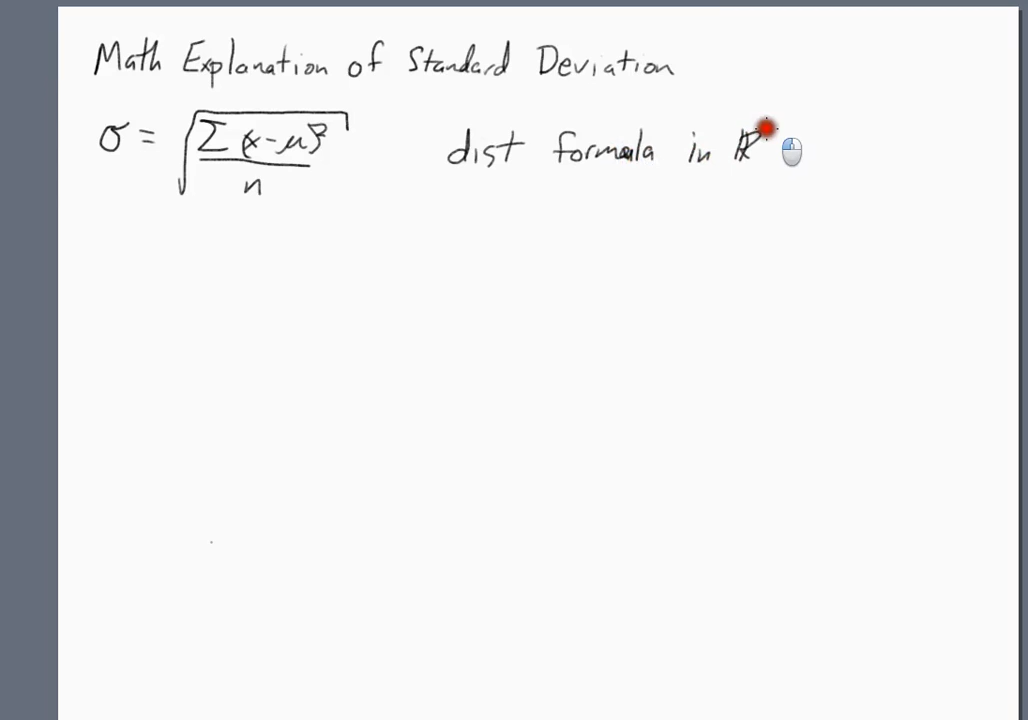 Math Explanation of Standard Deviation
σ = √(Σ(x-μ)²/n) dist formula in ℝ